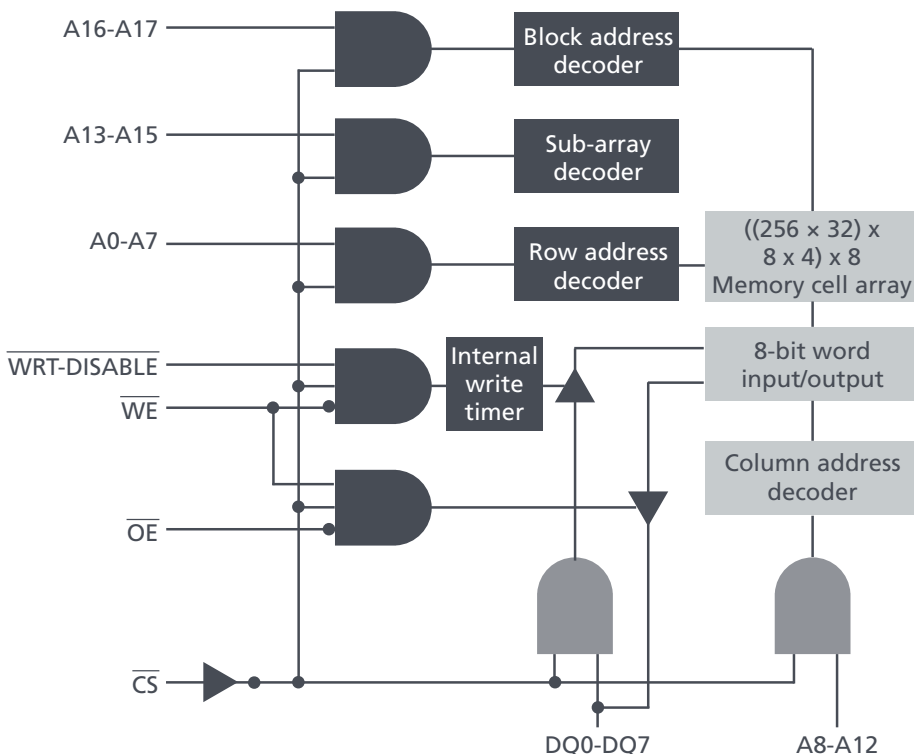 A16-A17
Block address
decoder
A13-A15
Sub-array
decoder
A0-A7
Row address
decoder
((256 × 32) x
8 x 4) x 8
Memory cell array
WRT-DISABLE
Internal
write
timer
8-bit word
input/output
WE
Column address
decoder
OE
CS
DQ0-DQ7
A8-A12